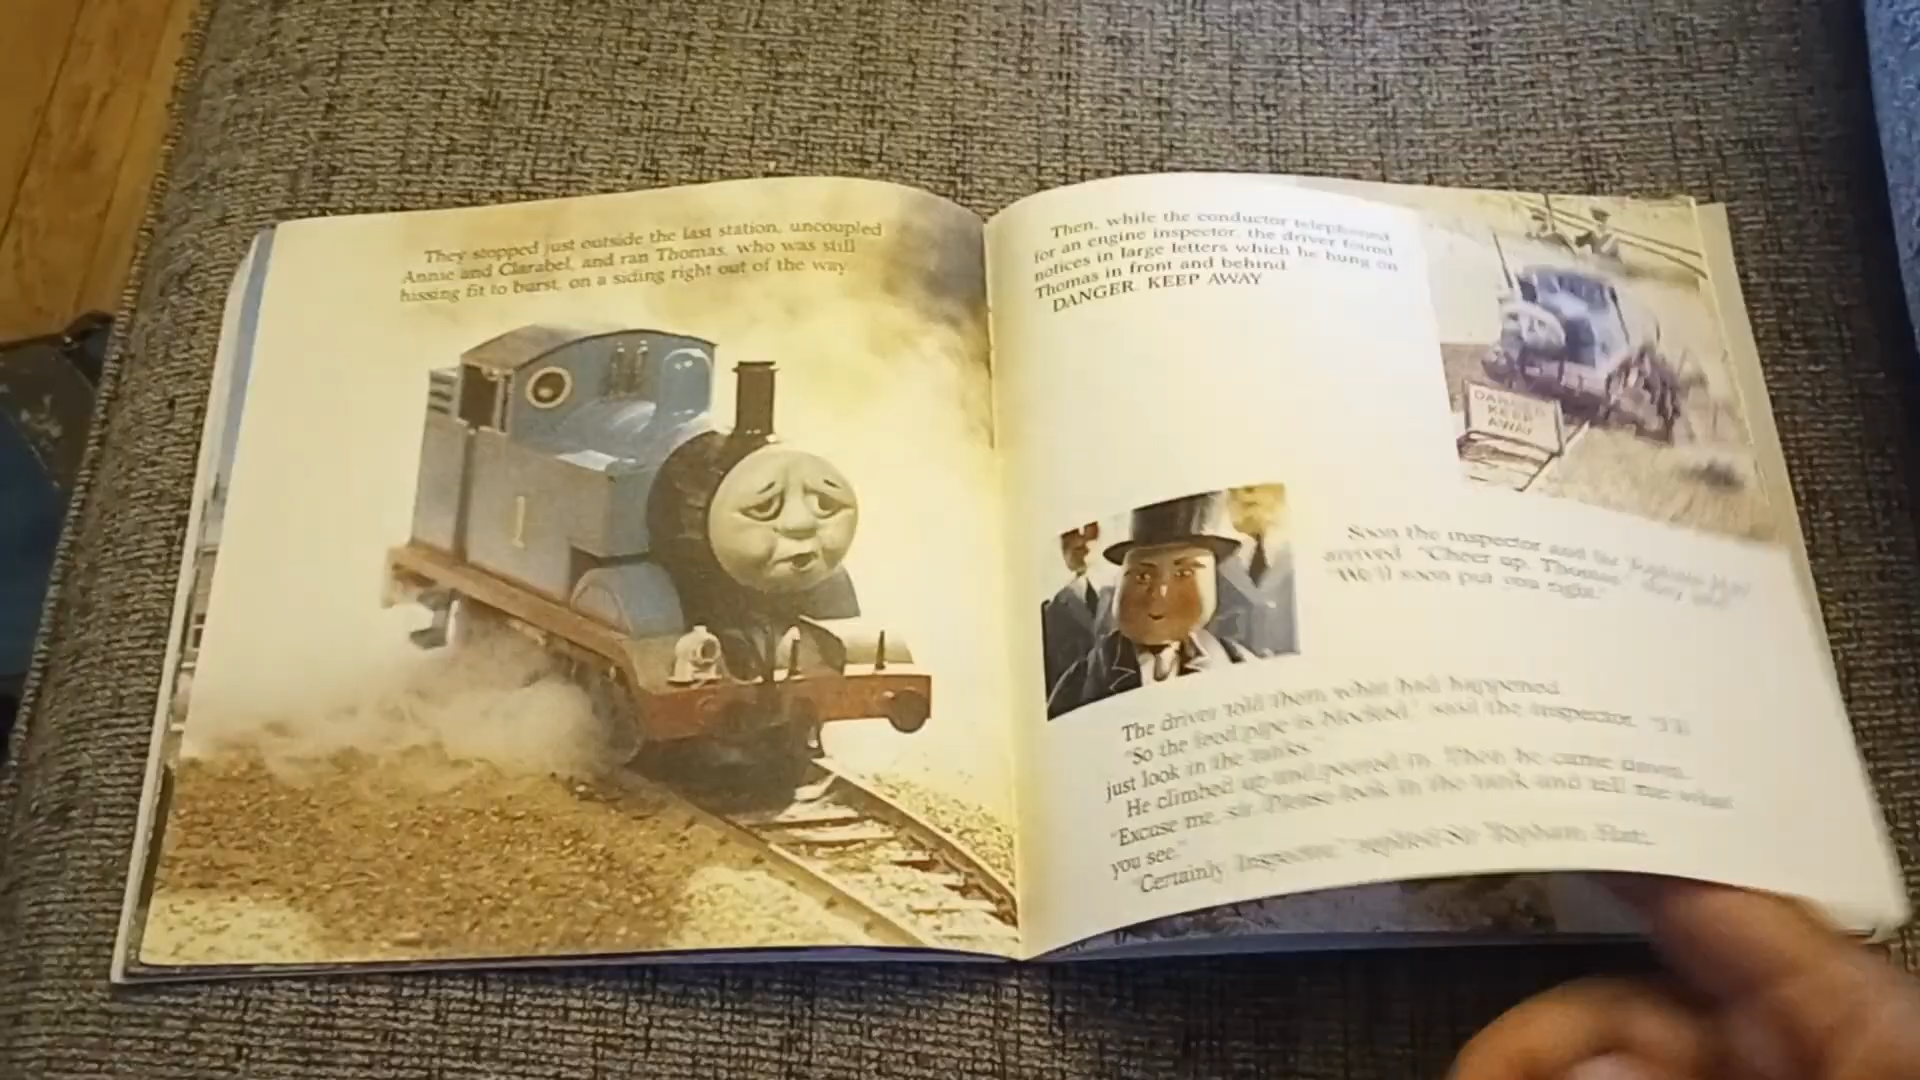 They stopped just outside the last station, uncoupled
Annie and Clarabel, and ran Thomas, who was still
hissing fit to burst, on a siding right out of the way.
1
Then, while the conductor telephoned
for an engine inspector, the driver found
notices in large letters which he hung on
Thomas in front and behind.
DANGER. KEEP AWAY
DANGER
KEEP
AWAY
Soon the inspector and
arrived. "Cheer up, Thomas,"
"We'll soon put you right."
The driver told them what had happened.
"So the feed pipe is blocked," said the inspector. "I'll
just look in the tanks."
He climbed up and peered in. Then he came down.
"Excuse me, sir. Please look in the tank and tell me what
you see."
"Certainly, Inspector," replied Sir Topham Hatt.